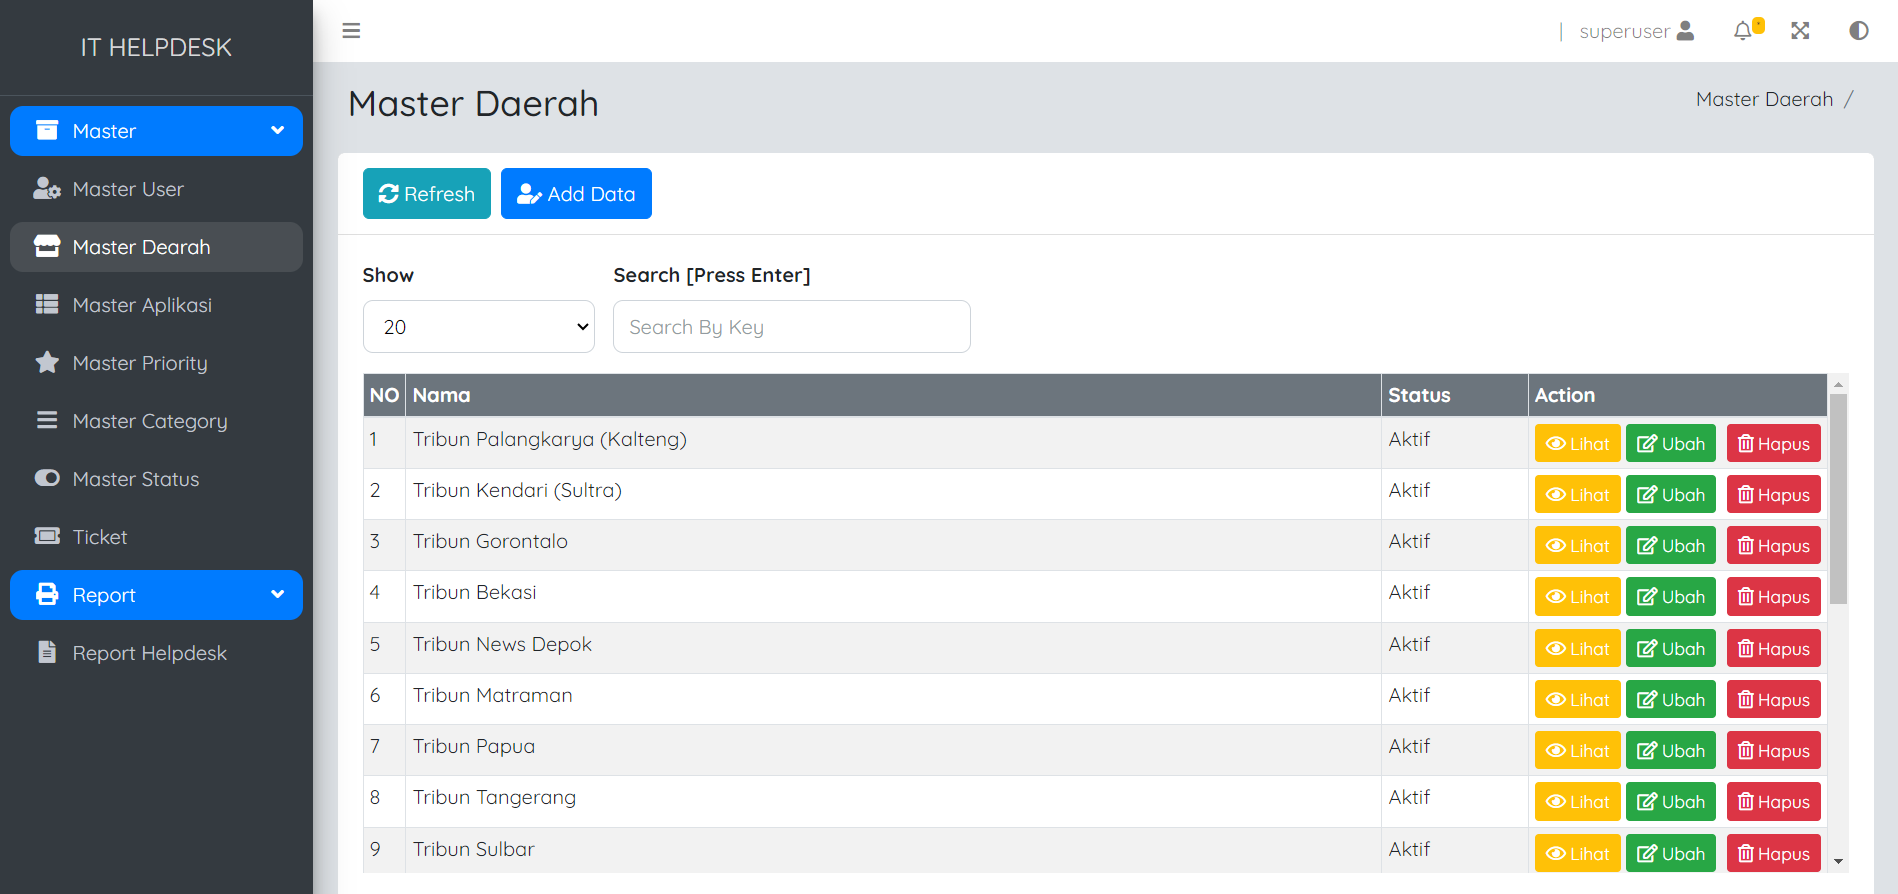 IT HELPDESK
superuser
Master
Master User
Master Dearah
Master Aplikasi
Master Priority
Master Category
Master Status
Ticket
Report
Report Helpdesk
Master Daerah
Master Daerah /
Refresh
Add Data
Show
Search [Press Enter]
20
Search By Key
NO Nama Status Action
1 Tribun Palangkarya (Kalteng) Aktif Lihat Ubah Hapus
2 Tribun Kendari (Sultra) Aktif Lihat Ubah Hapus
3 Tribun Gorontalo Aktif Lihat Ubah Hapus
4 Tribun Bekasi Aktif Lihat Ubah Hapus
5 Tribun News Depok Aktif Lihat Ubah Hapus
6 Tribun Matraman Aktif Lihat Ubah Hapus
7 Tribun Papua Aktif Lihat Ubah Hapus
8 Tribun Tangerang Aktif Lihat Ubah Hapus
9 Tribun Sulbar Aktif Lihat Ubah Hapus